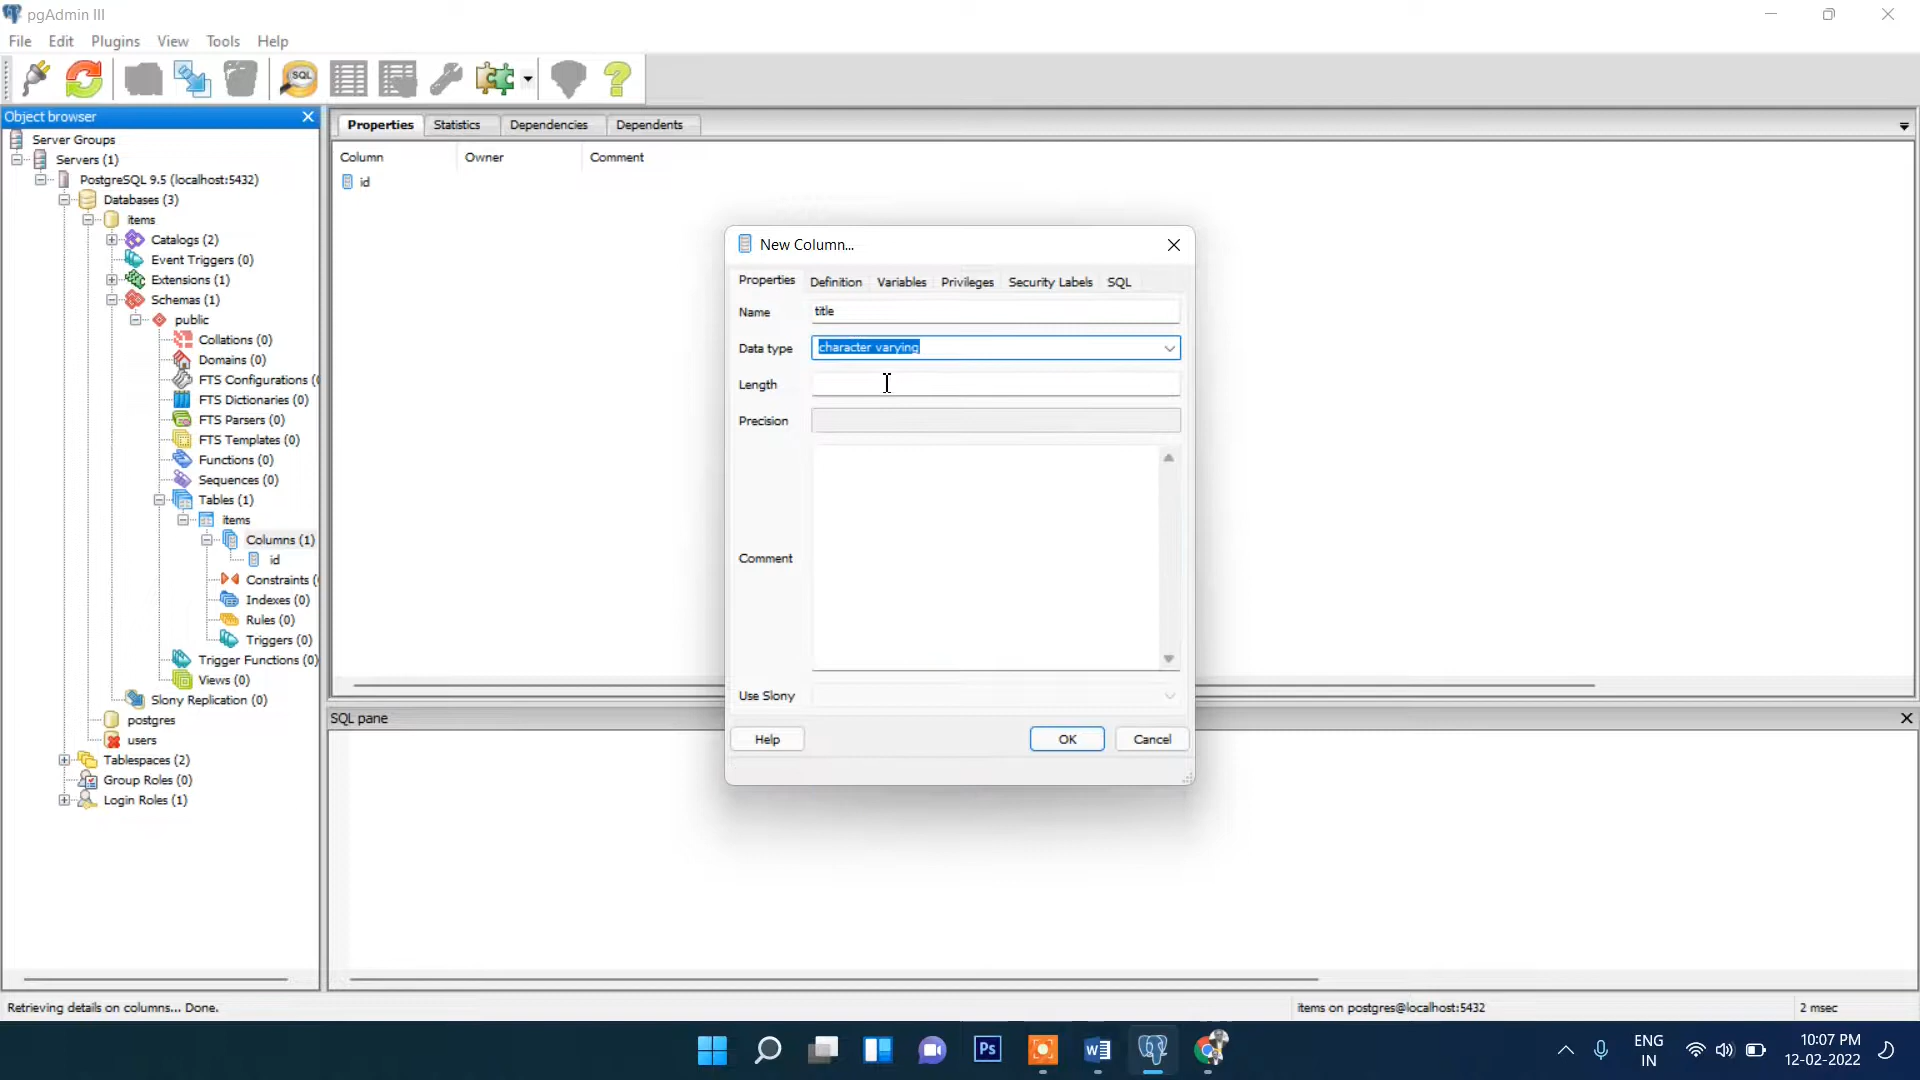 pgAdmin III
File Edit Plugins View Tools Help
SQL
Object browser
Server Groups
Servers (1)
PostgreSQL 9.5 (localhost:5432)
Databases (3)
items
Catalogs (2)
Event Triggers (0)
Extensions (1)
Schemas (1)
public
Collations (0)
Domains (0)
FTS Configurations (
FTS Dictionaries (0)
FTS Parsers (0)
FTS Templates (0)
Functions (0)
Sequences (0)
Tables (1)
items
Columns (1)
id
Constraints (
Indexes (0)
Rules (0)
Triggers (0)
Trigger Functions (0)
Views (0)
Slony Replication (0)
postgres
users
Tablespaces (2)
Group Roles (0)
Login Roles (1)
Properties Statistics Dependencies Dependents
Column Owner Comment
id
New Column...
Properties Definition Variables Privileges Security Labels SQL
Name title
Data type character varying
Length
Precision
Comment
Use Slony
Help OK Cancel
SQL pane
Retrieving details on columns... Done.
items on postgres@localhost:5432
2 msec
Ps
W
ENG
IN
10:07 PM
12-02-2022